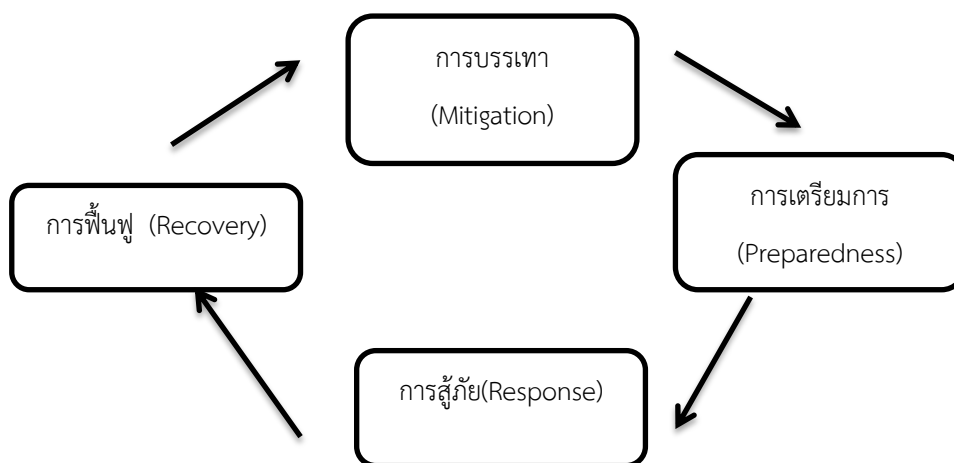 การบรรเทา
(Mitigation)
การเตรียมการ
(Preparedness)
การฟื้นฟู (Recovery)
การสู้ภัย(Response)